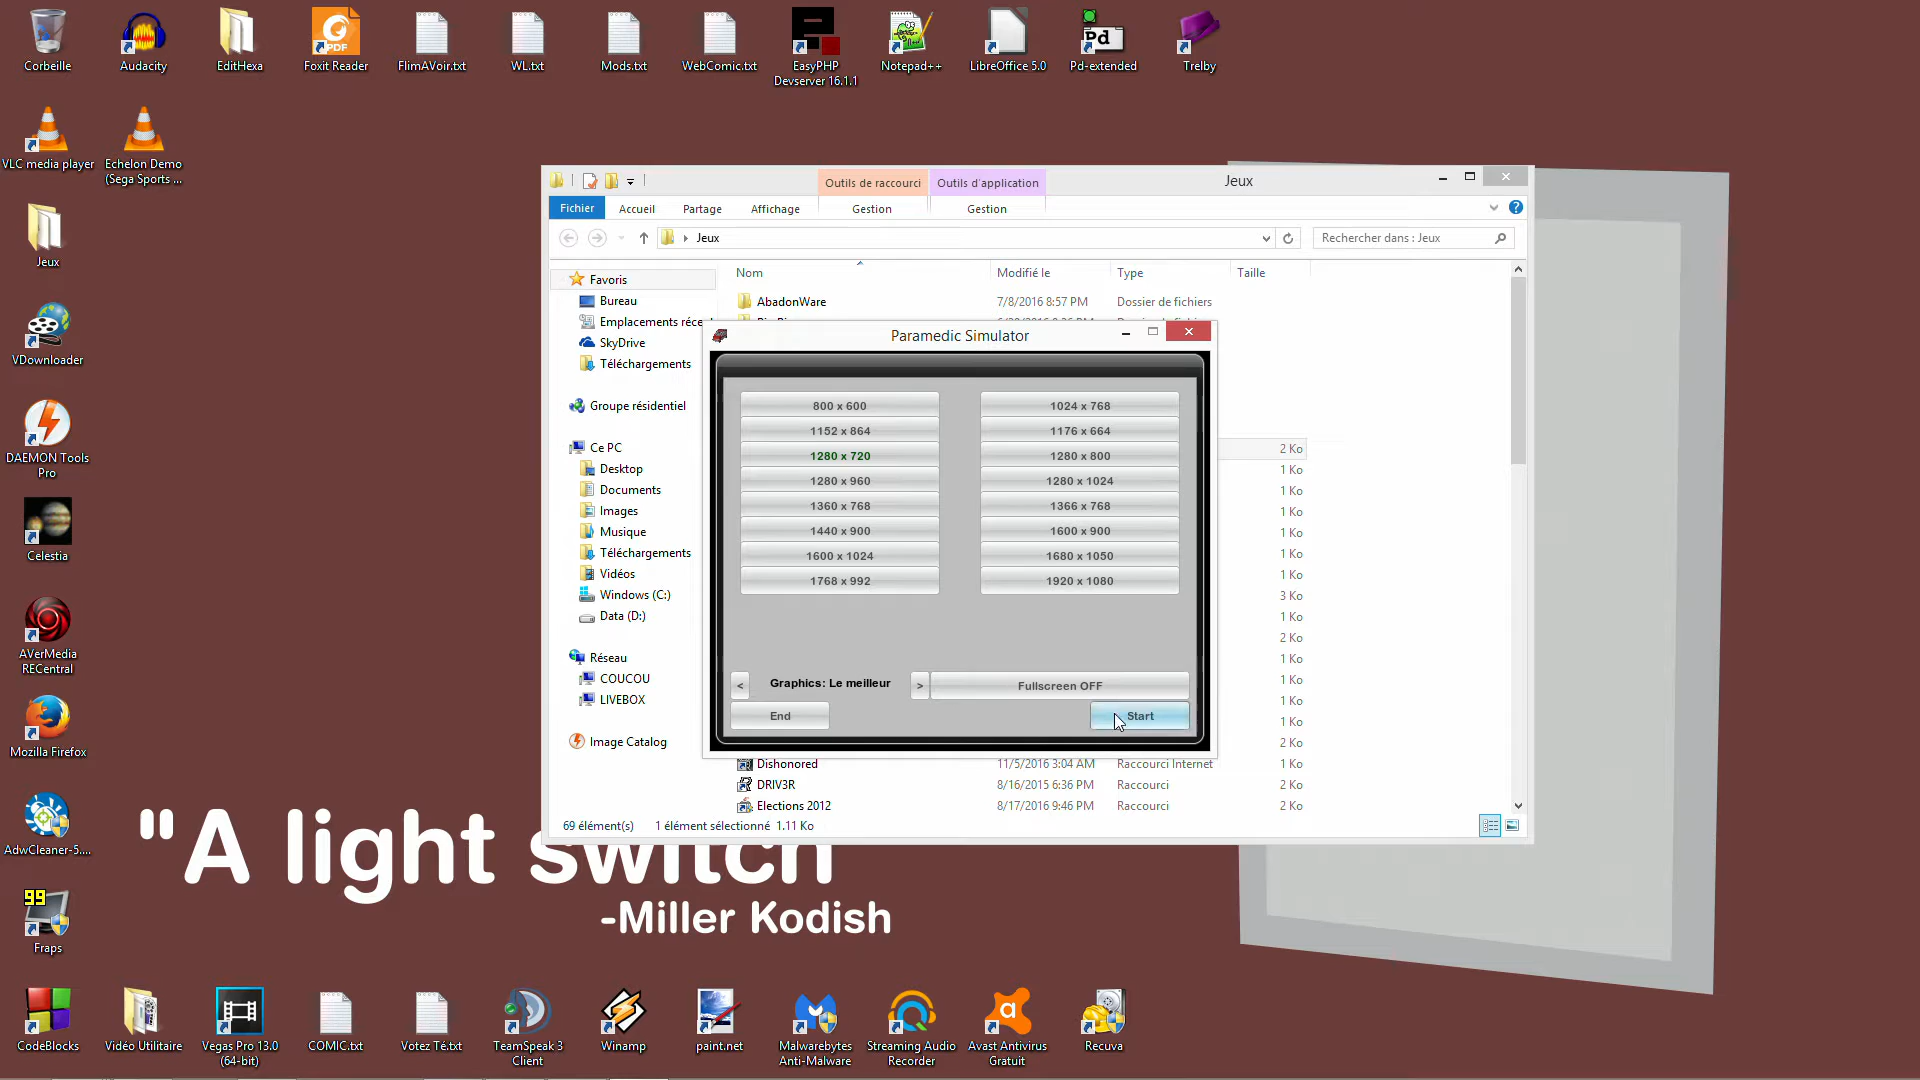 Corbeille
Audacity
EditHexa
Foxit Reader
FlimAVoir.txt
WL.txt
Mods.txt
WebComic.txt
EasyPHP
Devserver 16.1.1
Notepad++
LibreOffice 5.0
Pd-extended
Trelby
VLC media player
Echelon Demo
(Sega Sports ...
Jeux
VDownloader
DAEMON Tools
Pro
Celestia
AVerMedia
RECentral
Mozilla Firefox
AdwCleaner-5....
99
Fraps
Outils de raccourci
Outils d'application
Jeux
Fichier
Accueil
Partage
Affichage
Gestion
Gestion
Jeux
Rechercher dans : Jeux
Favoris
Bureau
Emplacements réce
SkyDrive
Téléchargements
Groupe résidentiel
Ce PC
Desktop
Documents
Images
Musique
Téléchargements
Vidéos
Windows (C:)
Data (D:)
Réseau
COUCOU
LIVEBOX
Image Catalog
Nom Modifié le Type Taille
AbadonWare 7/8/2016 8:57 PM Dossier de fichiers
2 Ko
1 Ko
1 Ko
1 Ko
1 Ko
1 Ko
1 Ko
3 Ko
1 Ko
2 Ko
1 Ko
1 Ko
1 Ko
1 Ko
2 Ko
Dishonored 11/5/2016 3:04 AM Raccourci Internet 1 Ko
DRIV3R 8/16/2015 6:36 PM Raccourci 2 Ko
Elections 2012 8/17/2016 9:46 PM Raccourci 2 Ko
69 élément(s) 1 élément sélectionné 1.11 Ko
Paramedic Simulator
800 x 600 1024 x 768
1152 x 864 1176 x 664
1280 x 720 1280 x 800
1280 x 960 1280 x 1024
1360 x 768 1366 x 768
1440 x 900 1600 x 900
1600 x 1024 1680 x 1050
1768 x 992 1920 x 1080
< Graphics: Le meilleur > Fullscreen OFF
End Start
"A light switch
-Miller Kodish
CodeBlocks
Vidéo Utilitaire
Vegas Pro 13.0
(64-bit)
COMIC.txt
Votez Té.txt
TeamSpeak 3
Client
Winamp
paint.net
Malwarebytes
Anti-Malware
Streaming Audio
Recorder
Avast Antivirus
Gratuit
Recuva